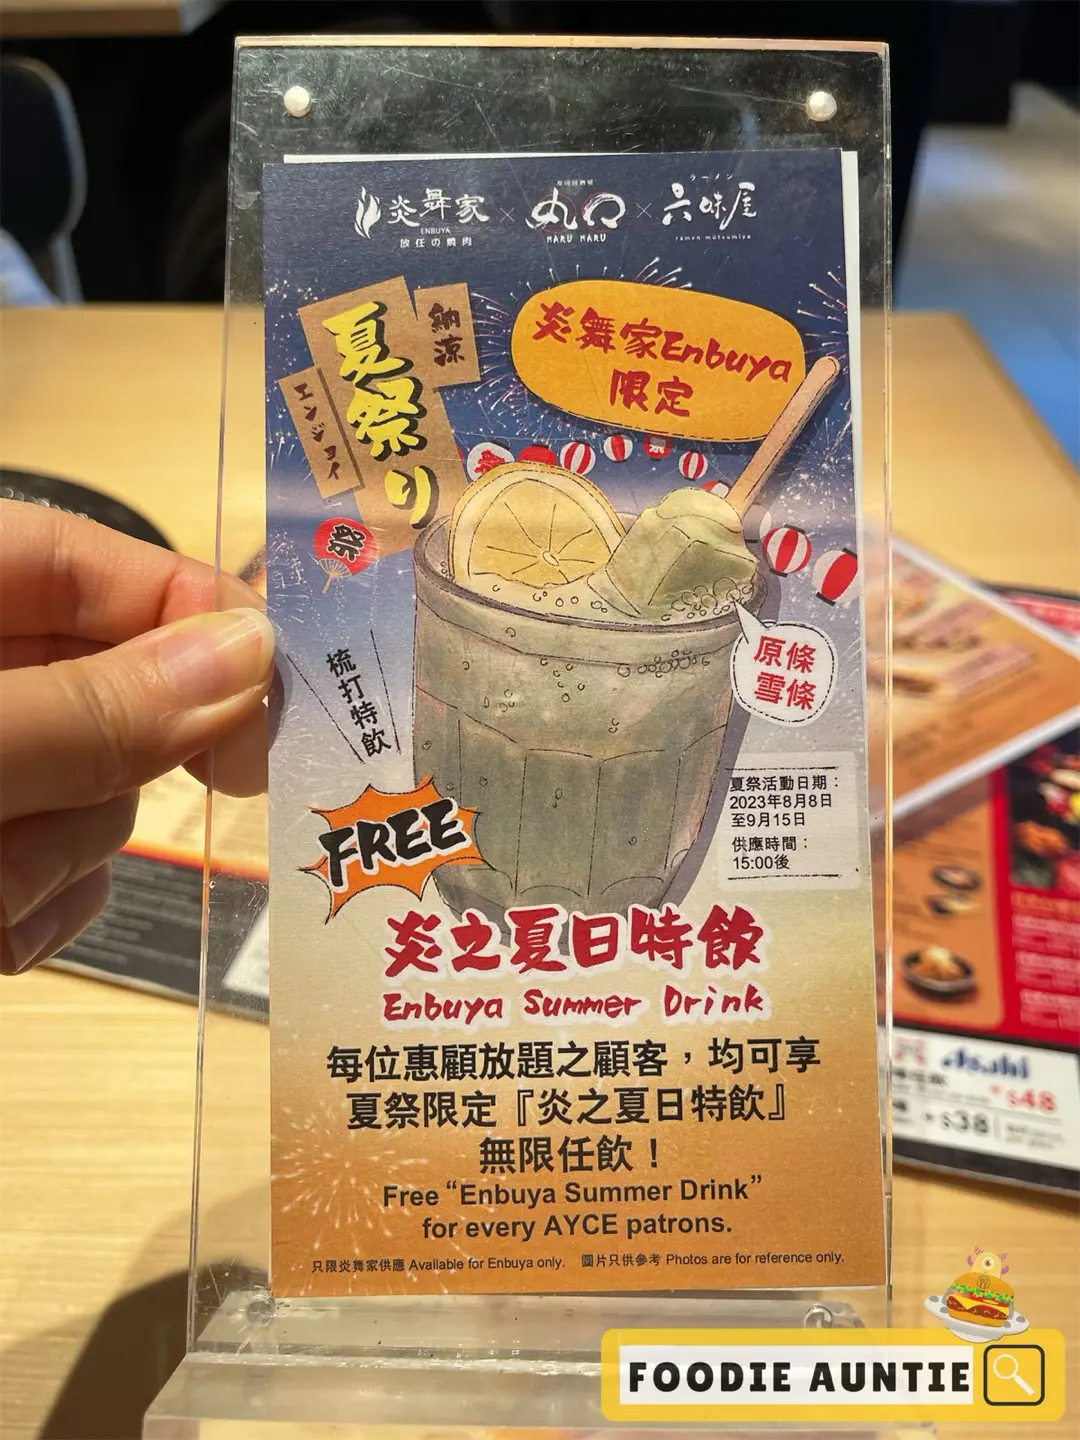 炎舞家 × 丸口 × 六味屋
ラーメン
ENBUYA
放任の燒肉
MARU MARU
ramen mutsumiya
納涼
夏祭り
エンジョイ
祭
炎舞家Enbuya
限定
梳打特飲
原條
雪條
夏祭活動日期：
2023年8月8日
至9月15日
供應時間：
15:00後
FREE
炎之夏日特飲
Enbuya Summer Drink
每位惠顧放題之顧客，均可享
夏祭限定『炎之夏日特飲』
無限任飲！
Free “Enbuya Summer Drink”
for every AYCE patrons.
只限炎舞家供應 Available for Enbuya only. 圖片只供參考 Photos are for reference only.
Asahi
$48
$38
FOODIE AUNTIE